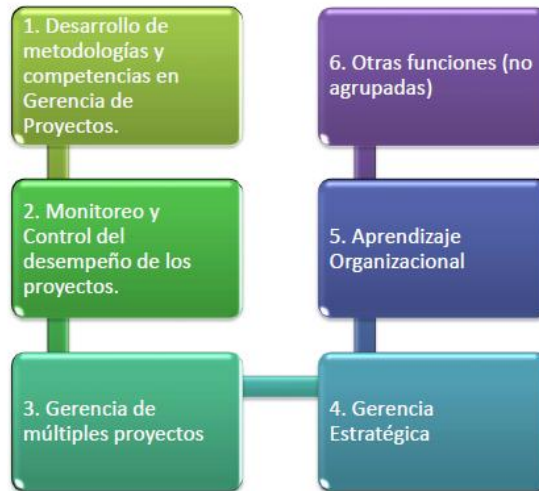 1. Desarrollo de
metodologías y
competencias en
Gerencia de
Proyectos.
2. Monitoreo y
Control del
desempeño de los
proyectos.
3. Gerencia de
múltiples proyectos
4. Gerencia
Estratégica
5. Aprendizaje
Organizacional
6. Otras funciones (no
agrupadas)